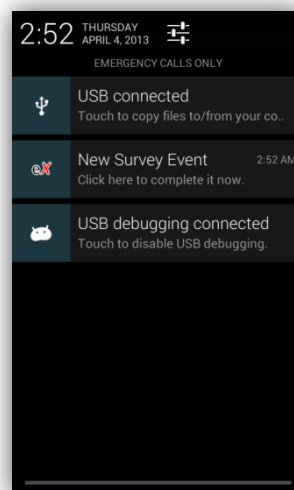 2:52 THURSDAY
APRIL 4, 2013
EMERGENCY CALLS ONLY
USB connected
Touch to copy files to/from your co..
eX New Survey Event 2:52 AM
Click here to complete it now.
USB debugging connected
Touch to disable USB debugging.